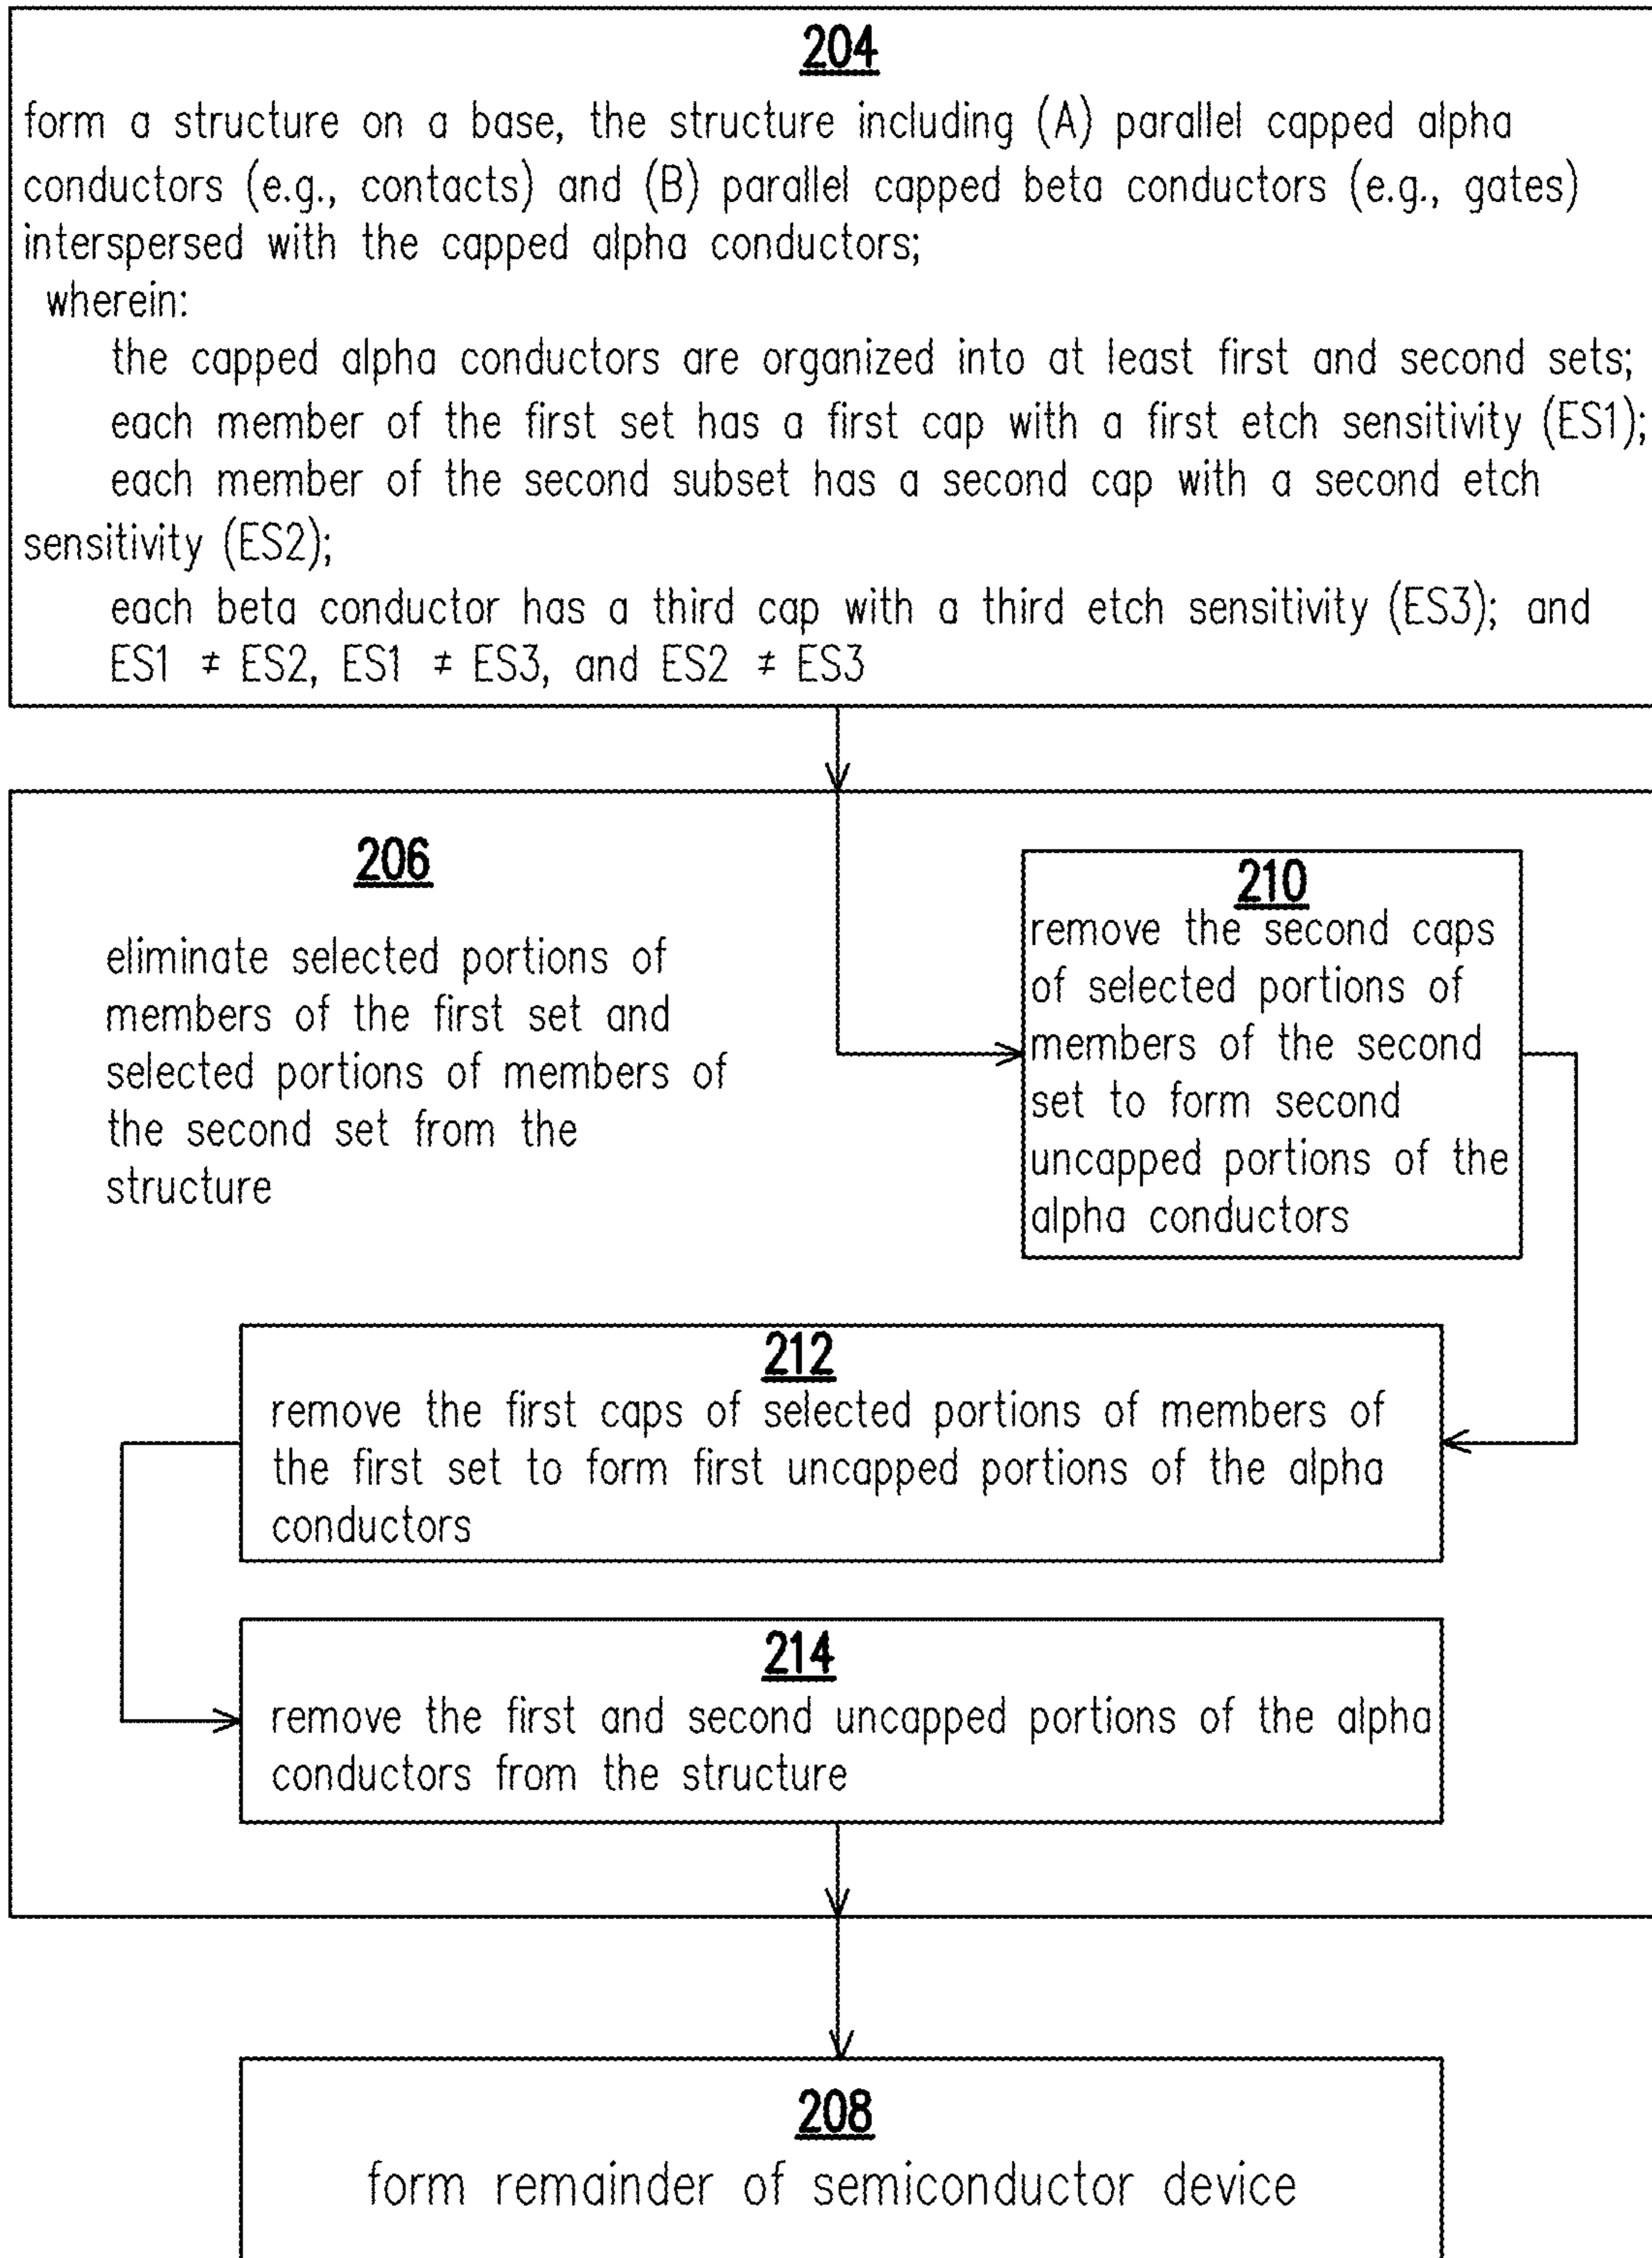 204
form a structure on a base, the structure including (A) parallel capped alpha
conductors (e.g., contacts) and (B) parallel capped beta conductors (e.g., gates)
interspersed with the capped alpha conductors;
wherein:
the capped alpha conductors are organized into at least first and second sets;
each member of the first set has a first cap with a first etch sensitivity (ES1);
each member of the second subset has a second cap with a second etch
sensitivity (ES2);
each beta conductor has a third cap with a third etch sensitivity (ES3); and
ES1 ≠ ES2, ES1 ≠ ES3, and ES2 ≠ ES3
206
eliminate selected portions of
members of the first set and
selected portions of members of
the second set from the
structure
210
remove the second caps
of selected portions of
members of the second
set to form second
uncapped portions of the
alpha conductors
212
remove the first caps of selected portions of members of
the first set to form first uncapped portions of the alpha
conductors
214
remove the first and second uncapped portions of the alpha
conductors from the structure
208
form remainder of semiconductor device